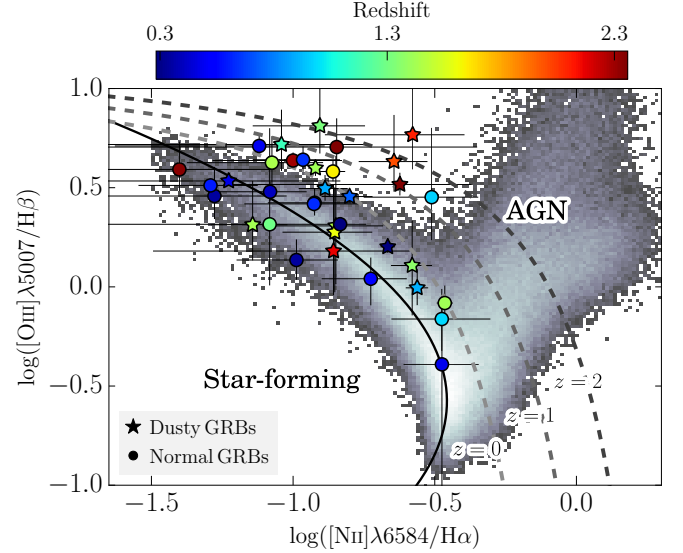 Redshift
0.3 1.3 2.3
1.0
0.5
0.0
−0.5
−1.0
log([OIII]λ5007/Hβ)
AGN
Star-forming
z = 2
z = 1
z = 0
Dusty GRBs
Normal GRBs
−1.5 −1.0 −0.5 0.0
log([NII]λ6584/Hα)